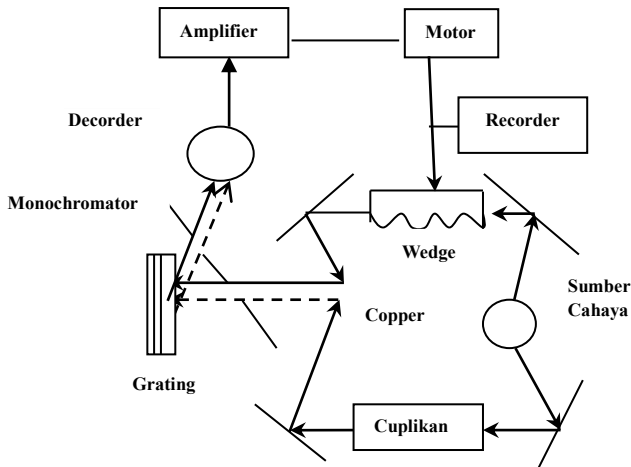 Amplifier
Motor
Decorder
Recorder
Monochromator
Wedge
Sumber
Cahaya
Copper
Grating
Cuplikan